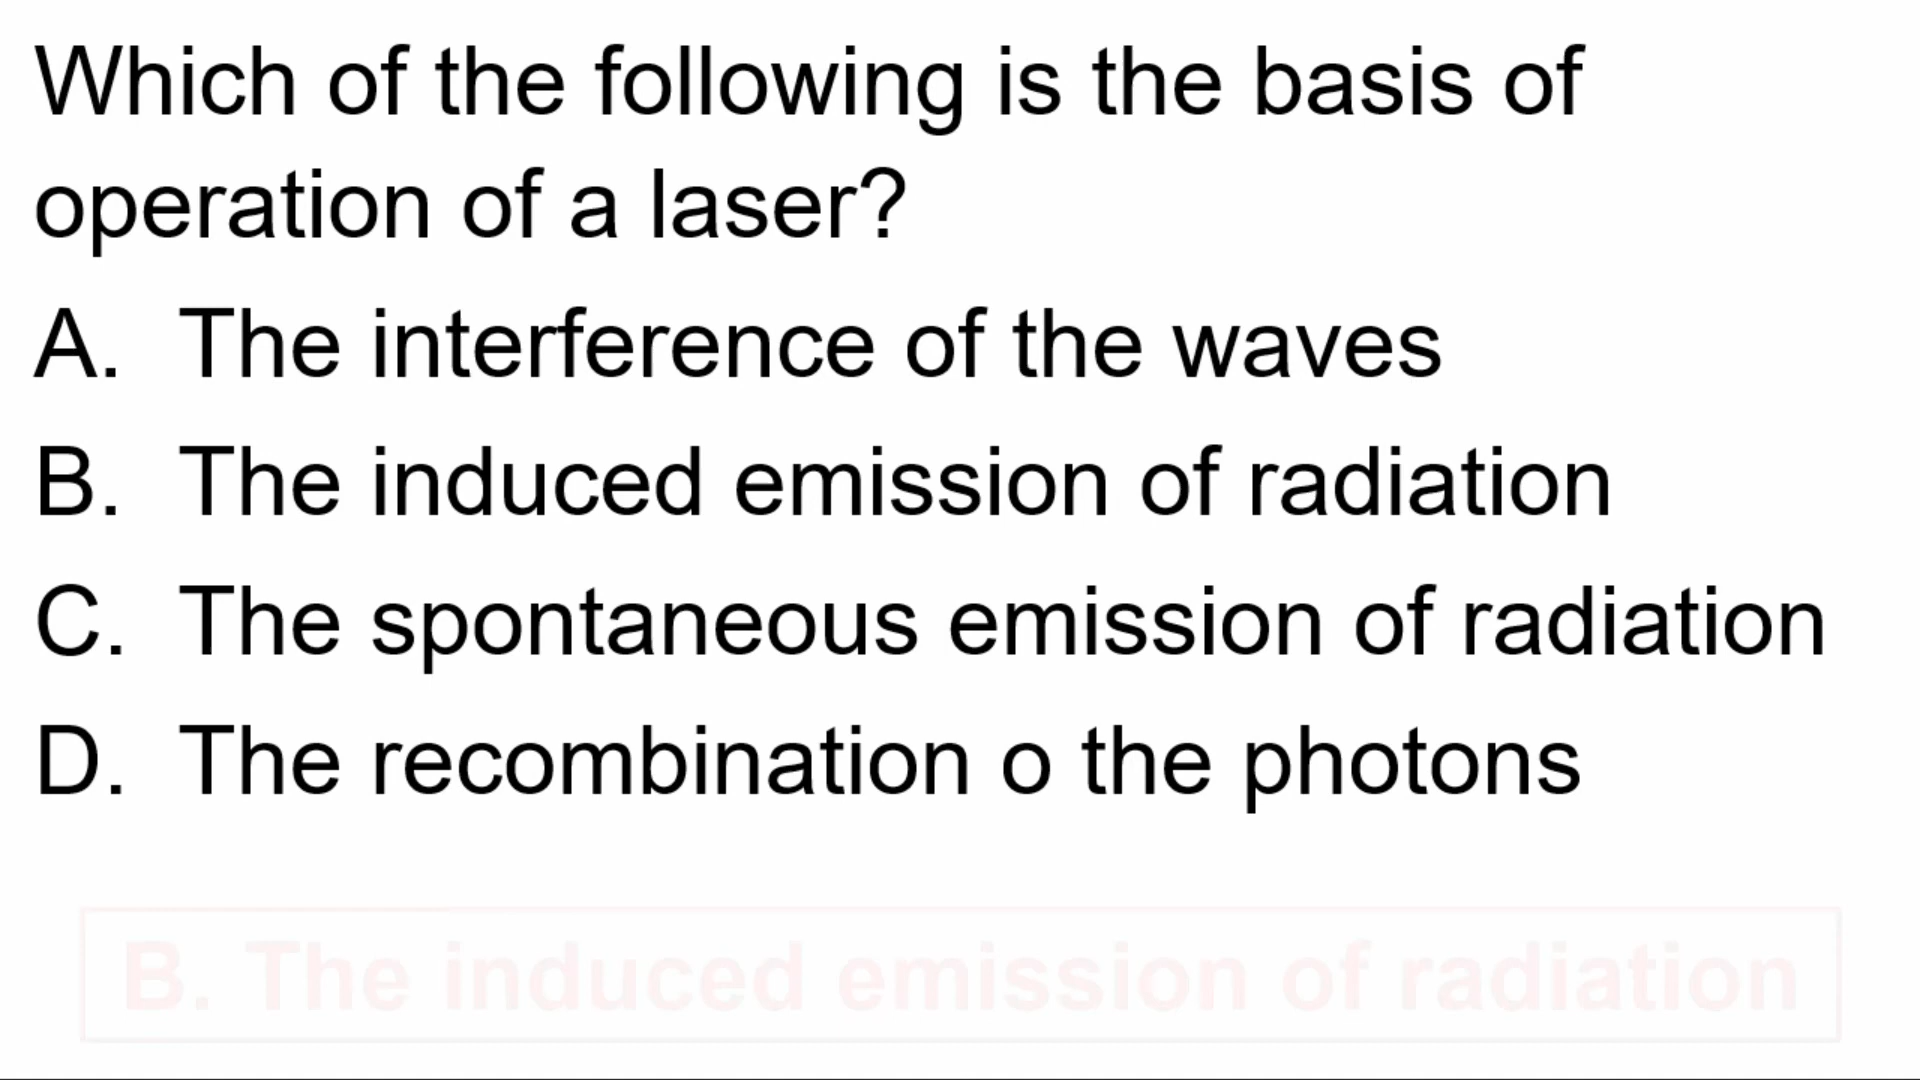 Which of the following is the basis of
operation of a laser?
A. The interference of the waves
B. The induced emission of radiation
C. The spontaneous emission of radiation
D. The recombination o the photons
B. The induced emission of radiation